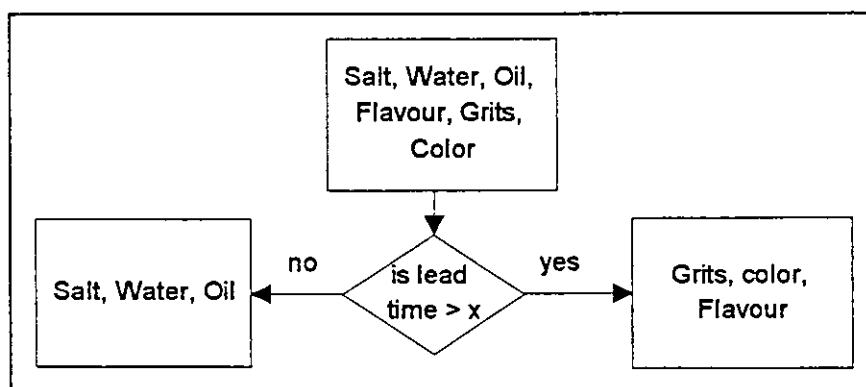 Salt, Water, Oil,
Flavour, Grits,
Color
no
is lead
time > x
yes
Salt, Water, Oil
Grits, color,
Flavour